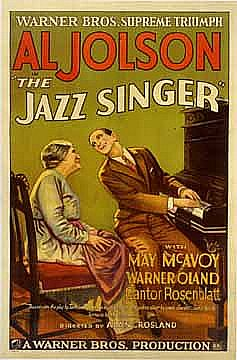 WARNER BROS. SUPREME TRIUMPH
AL JOLSON
IN
"THE
JAZZ SINGER"
WITH
MAY McAVOY
WARNER OLAND
Cantor Rosenblatt
DIRECTED BY ALAN CROSLAND
A WARNER BROS. PRODUCTION